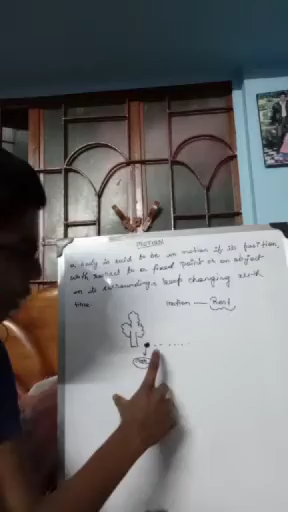 MOTION
A body is said to be in motion if its position,
with respect to a fixed point or an object
in its surroundings keep changing with
time.
motion — Rest